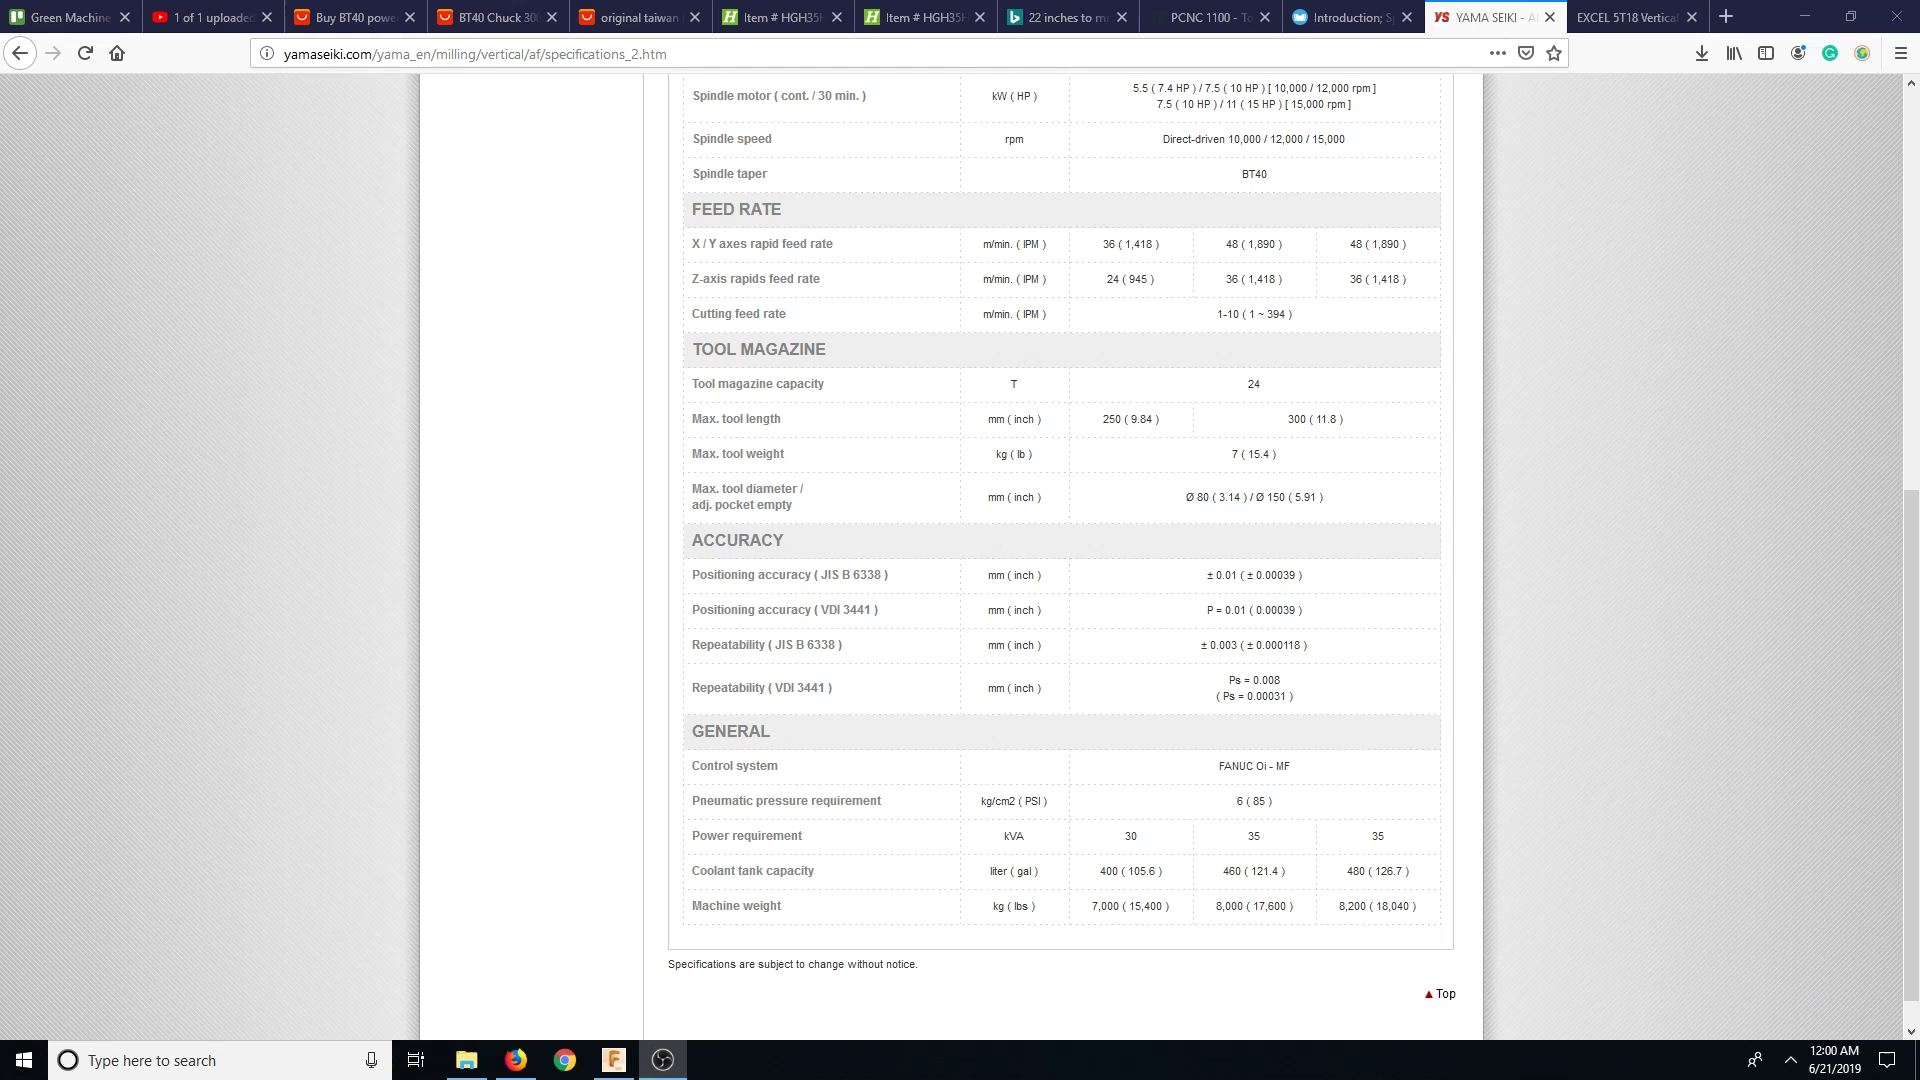 Green Machine
1 of 1 uploaded
Buy BT40 powe
BT40 Chuck 30
original taiwan
Item # HGH35H
Item # HGH35H
22 inches to m
PCNC 1100 - To
Introduction; S
YS YAMA SEIKI - A
EXCEL 5T18 Vertical
yamaseiki.com/yama_en/milling/vertical/af/specifications_2.htm
Spindle motor ( cont. / 30 min. ) kW ( HP ) 5.5 ( 7.4 HP ) / 7.5 ( 10 HP ) [ 10,000 / 12,000 rpm ]
7.5 ( 10 HP ) / 11 ( 15 HP ) [ 15,000 rpm ]
Spindle speed rpm Direct-driven 10,000 / 12,000 / 15,000
Spindle taper BT40
FEED RATE
X / Y axes rapid feed rate m/min. ( IPM ) 36 ( 1,418 ) 48 ( 1,890 ) 48 ( 1,890 )
Z-axis rapids feed rate m/min. ( IPM ) 24 ( 945 ) 36 ( 1,418 ) 36 ( 1,418 )
Cutting feed rate m/min. ( IPM ) 1-10 ( 1 ~ 394 )
TOOL MAGAZINE
Tool magazine capacity T 24
Max. tool length mm ( inch ) 250 ( 9.84 ) 300 ( 11.8 )
Max. tool weight kg ( lb ) 7 ( 15.4 )
Max. tool diameter /
adj. pocket empty mm ( inch ) Ø 80 ( 3.14 ) / Ø 150 ( 5.91 )
ACCURACY
Positioning accuracy ( JIS B 6338 ) mm ( inch ) ± 0.01 ( ± 0.00039 )
Positioning accuracy ( VDI 3441 ) mm ( inch ) P = 0.01 ( 0.00039 )
Repeatability ( JIS B 6338 ) mm ( inch ) ± 0.003 ( ± 0.000118 )
Repeatability ( VDI 3441 ) mm ( inch ) Ps = 0.008
( Ps = 0.00031 )
GENERAL
Control system FANUC Oi - MF
Pneumatic pressure requirement kg/cm2 ( PSI ) 6 ( 85 )
Power requirement kVA 30 35 35
Coolant tank capacity liter ( gal ) 400 ( 105.6 ) 460 ( 121.4 ) 480 ( 126.7 )
Machine weight kg ( lbs ) 7,000 ( 15,400 ) 8,000 ( 17,600 ) 8,200 ( 18,040 )
Specifications are subject to change without notice.
▲ Top
Type here to search
12:00 AM
6/21/2019